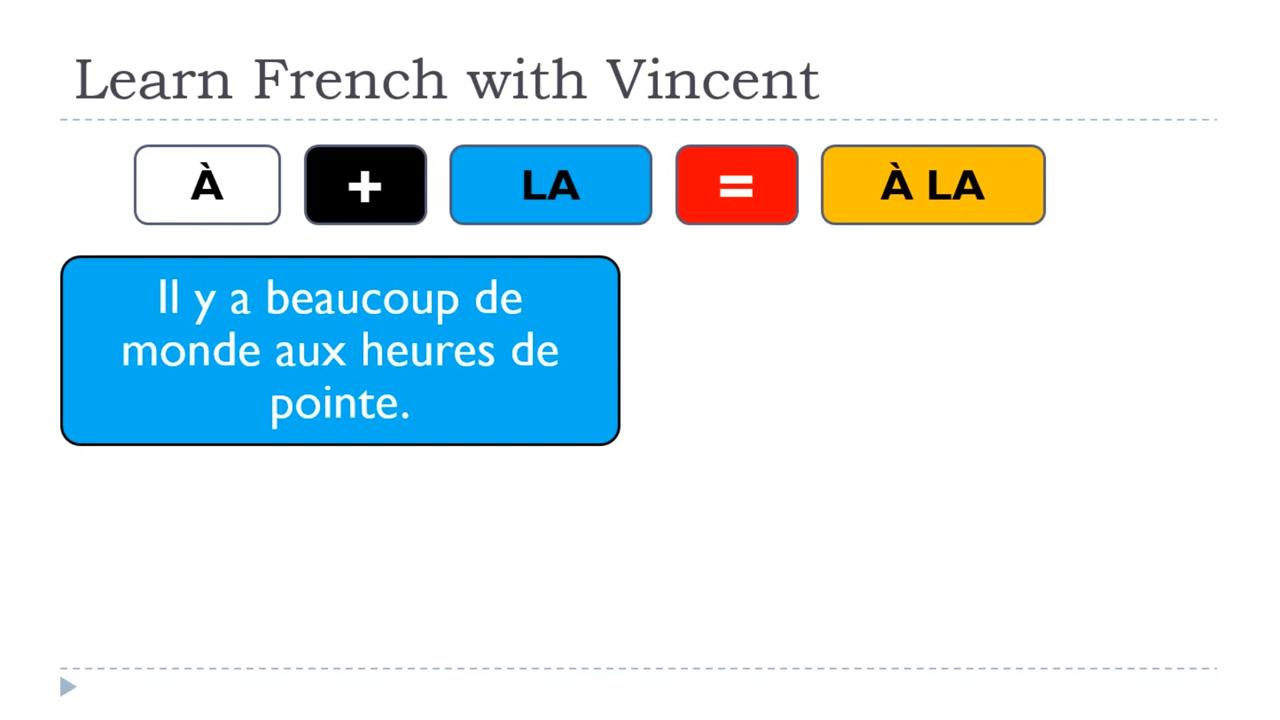 Learn French with Vincent
À + LA = À LA
Il y a beaucoup de
monde aux heures de
pointe.